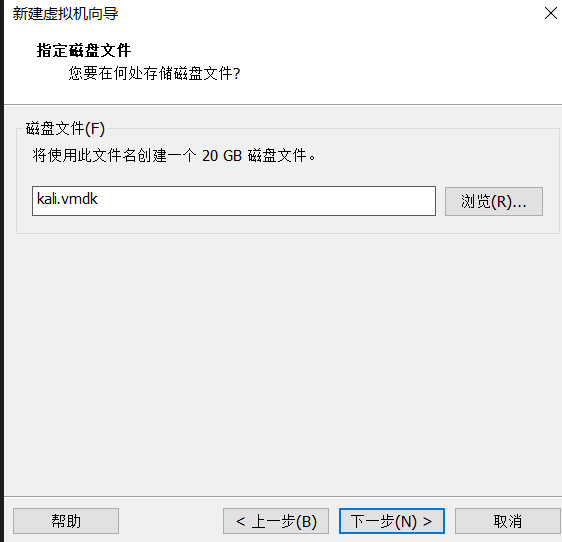 新建虚拟机向导
指定磁盘文件
您要在何处存储磁盘文件?
磁盘文件(F)
将使用此文件名创建一个 20 GB 磁盘文件。
kali.vmdk
浏览(R)...
帮助
< 上一步(B)
下一步(N) >
取消